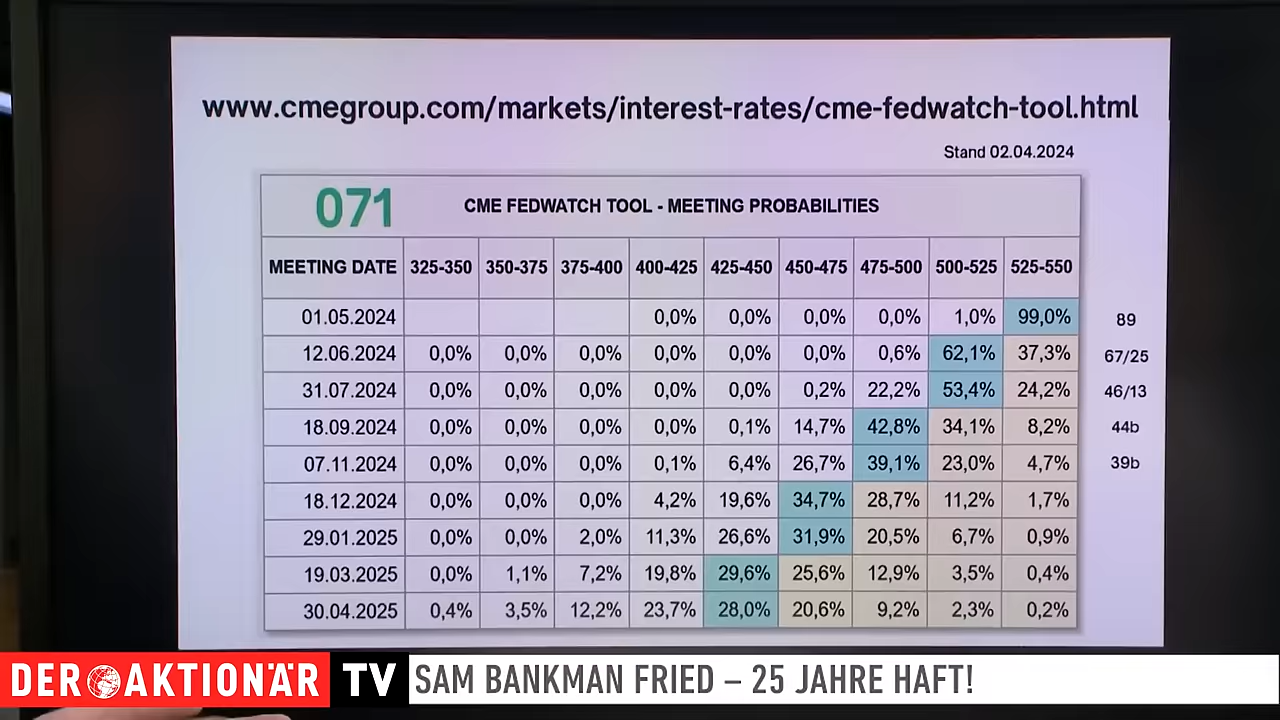 www.cmegroup.com/markets/interest-rates/cme-fedwatch-tool.html
Stand 02.04.2024
071 CME FEDWATCH TOOL - MEETING PROBABILITIES
MEETING DATE 325-350 350-375 375-400 400-425 425-450 450-475 475-500 500-525 525-550
01.05.2024 0,0% 0,0% 0,0% 0,0% 1,0% 99,0% 89
12.06.2024 0,0% 0,0% 0,0% 0,0% 0,0% 0,0% 0,6% 62,1% 37,3% 67/25
31.07.2024 0,0% 0,0% 0,0% 0,0% 0,0% 0,2% 22,2% 53,4% 24,2% 46/13
18.09.2024 0,0% 0,0% 0,0% 0,0% 0,1% 14,7% 42,8% 34,1% 8,2% 44b
07.11.2024 0,0% 0,0% 0,0% 0,1% 6,4% 26,7% 39,1% 23,0% 4,7% 39b
18.12.2024 0,0% 0,0% 0,0% 4,2% 19,6% 34,7% 28,7% 11,2% 1,7%
29.01.2025 0,0% 0,0% 2,0% 11,3% 26,6% 31,9% 20,5% 6,7% 0,9%
19.03.2025 0,0% 1,1% 7,2% 19,8% 29,6% 25,6% 12,9% 3,5% 0,4%
30.04.2025 0,4% 3,5% 12,2% 23,7% 28,0% 20,6% 9,2% 2,3% 0,2%
DER AKTIONÄR TV SAM BANKMAN FRIED – 25 JAHRE HAFT!